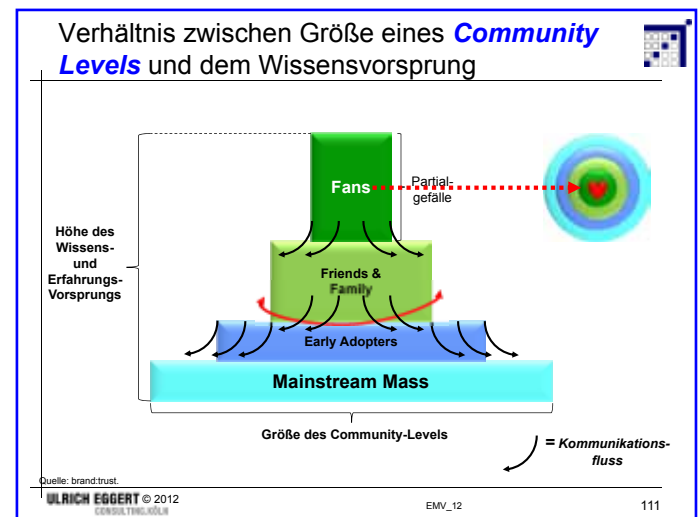 Verhältnis zwischen Größe eines Community
Levels und dem Wissensvorsprung
Fans
Partial-
gefälle
Höhe des
Wissens-
und
Erfahrungs-
Vorsprungs
Friends &
Family
Early Adopters
Mainstream Mass
Größe des Community-Levels
= Kommunikations-
fluss
Quelle: brand:trust.
ULRICH EGGERT © 2012
CONSULTING.KÖLN
EMV_12
111